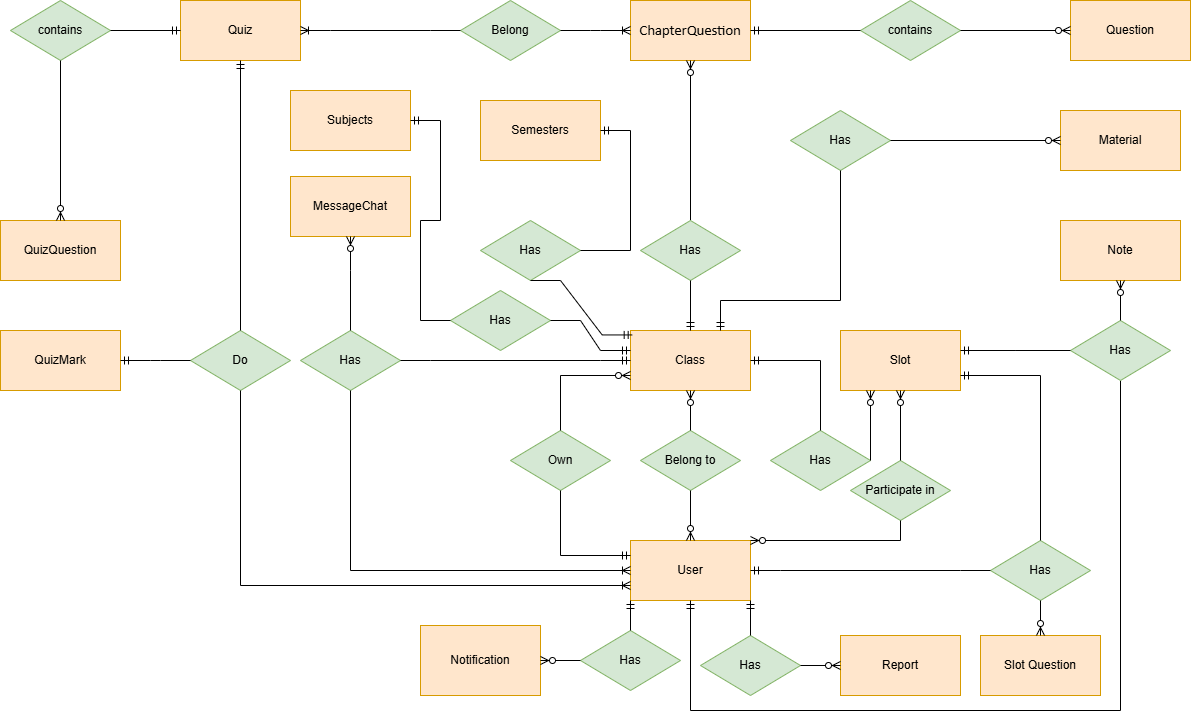 contains
Quiz
Belong
ChapterQuestion
contains
Question
Subjects
Semesters
Has
Material
MessageChat
QuizQuestion
Has
Has
Note
Has
QuizMark
Do
Has
Class
Slot
Has
Own
Belong to
Has
Participate in
User
Has
Notification
Has
Has
Report
Slot Question